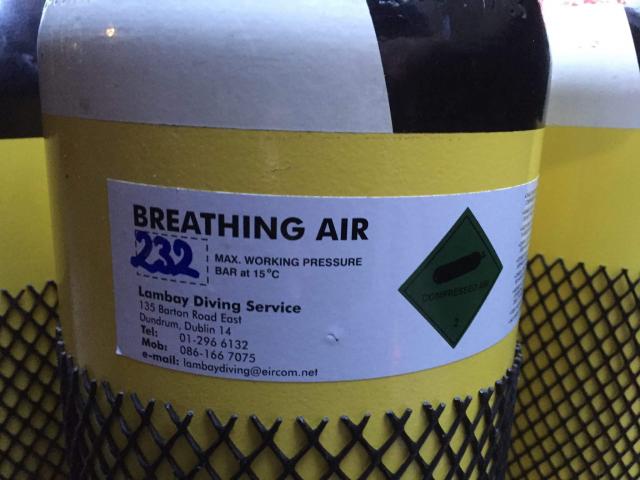 BREATHING AIR
232
MAX. WORKING PRESSURE
BAR at 15°C
Lambay Diving Service
135 Barton Road East
Dundrum, Dublin 14
Tel: 01-296 6132
Mob: 086-166 7075
e-mail: lambaydiving@eircom.net
COMPRESSED AIR
2